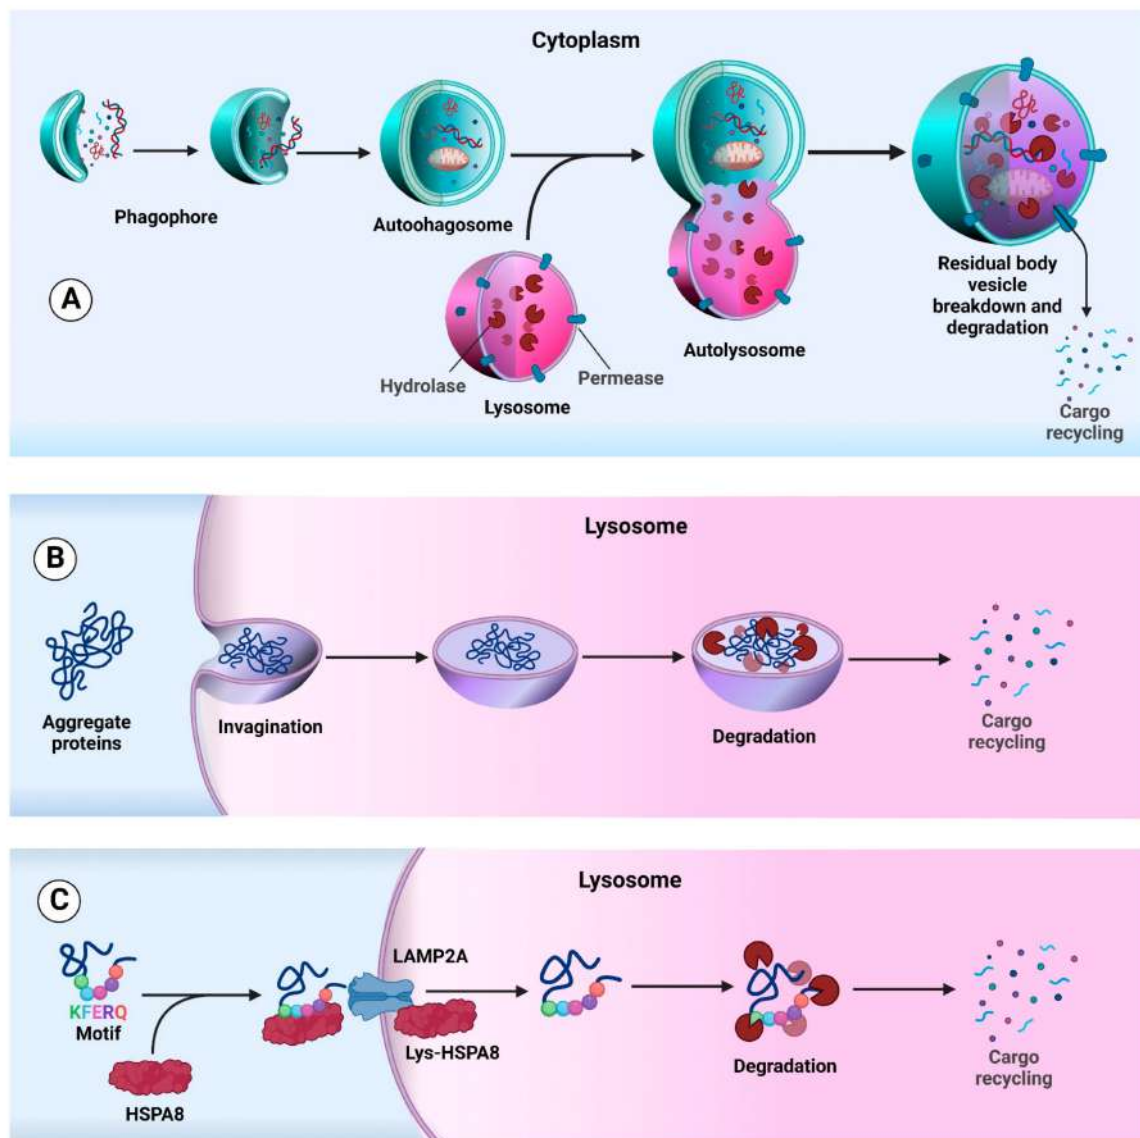 Cytoplasm
Phagophore
Autoohagosome
A
Hydrolase
Permease
Lysosome
Autolysosome
Residual body
vesicle
breakdown and
degradation
Cargo
recycling
Lysosome
B
Aggregate
proteins
Invagination
Degradation
Cargo
recycling
Lysosome
C
KFERQ
Motif
HSPA8
LAMP2A
Lys-HSPA8
Degradation
Cargo
recycling